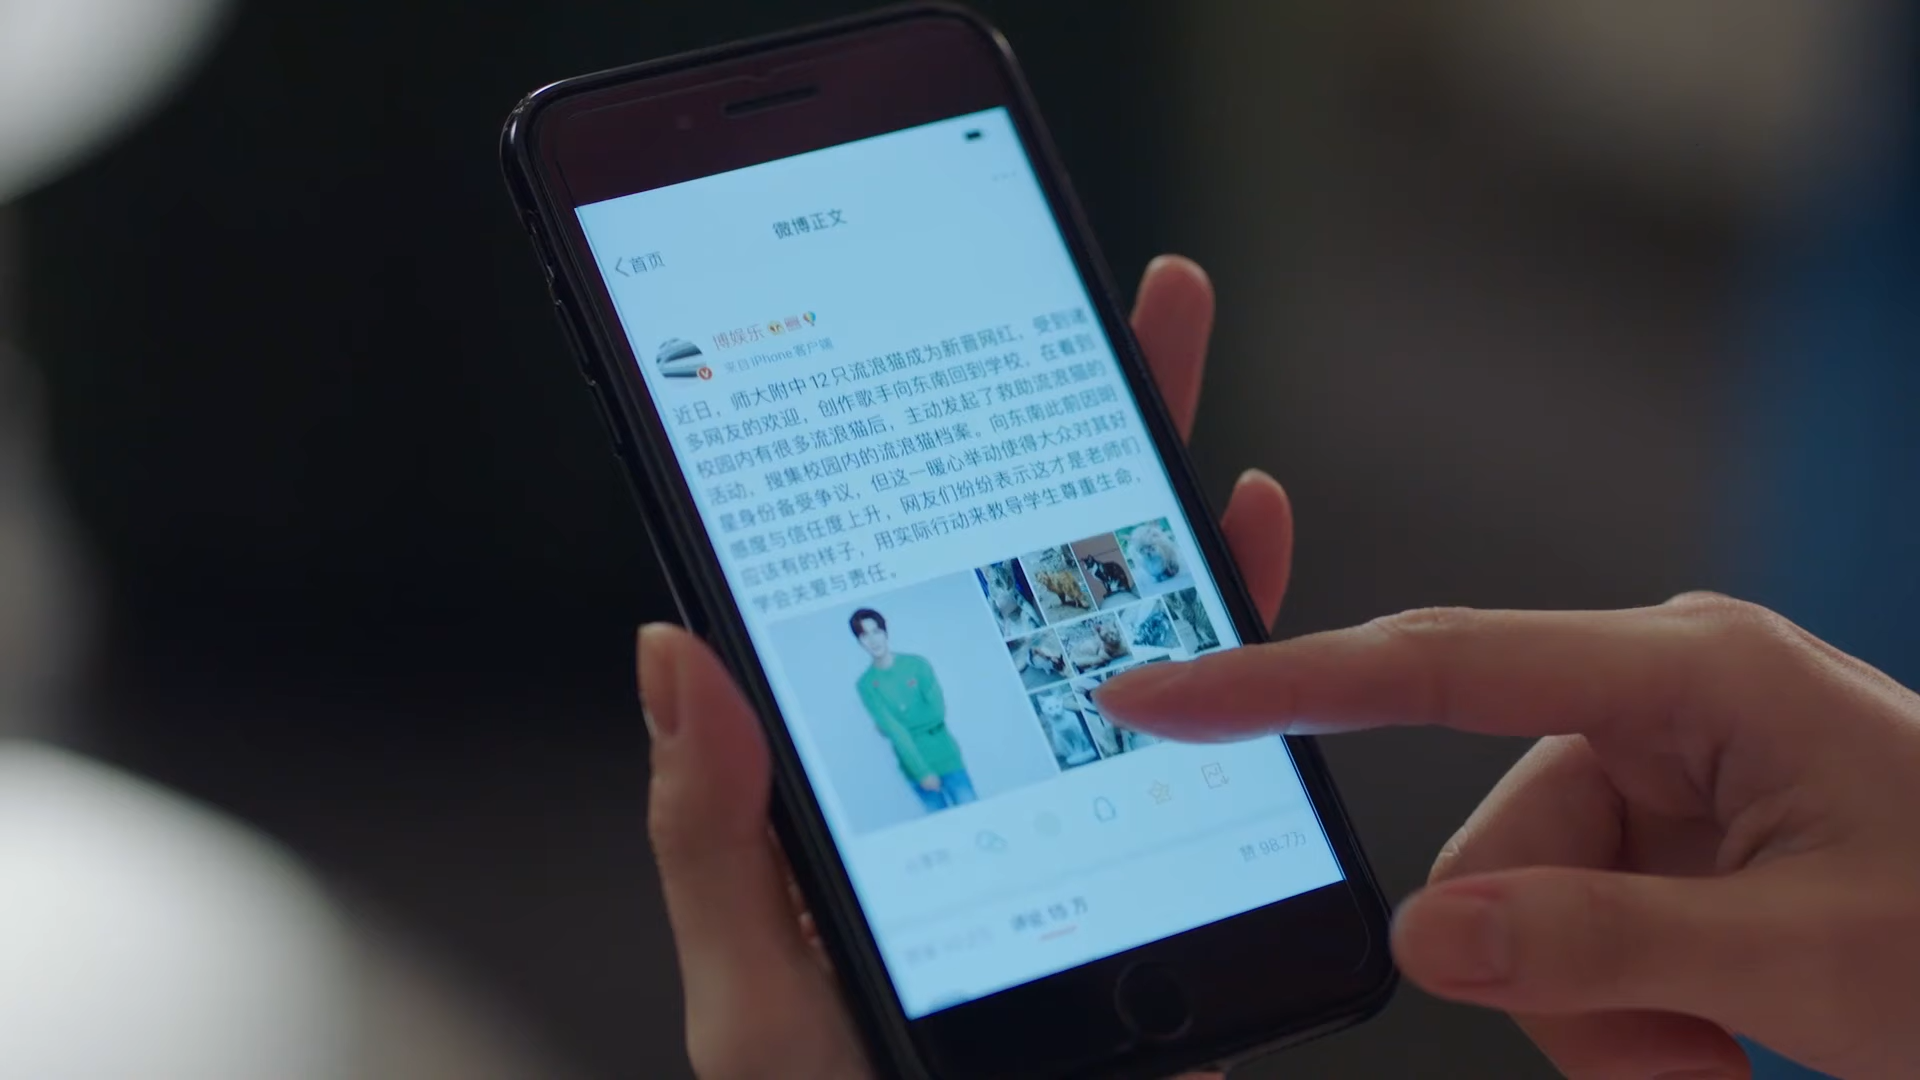 微博正文
首页
博娱乐
来自iPhone客户端
近日，师大附中12只流浪猫成为新晋网红，受到诸
多网友的欢迎，创作歌手向东南回到学校，在看到
校园内有很多流浪猫后，主动发起了救助流浪猫的
活动，搜集校园内的流浪猫档案。向东南此前因明
星身份备受争议，但这一暖心举动使得大众对其好
感度与信任度上升，网友们纷纷表示这才是老师们
应该有的样子，用实际行动来教导学生尊重生命，
学会关爱与责任。
赞 98.7万